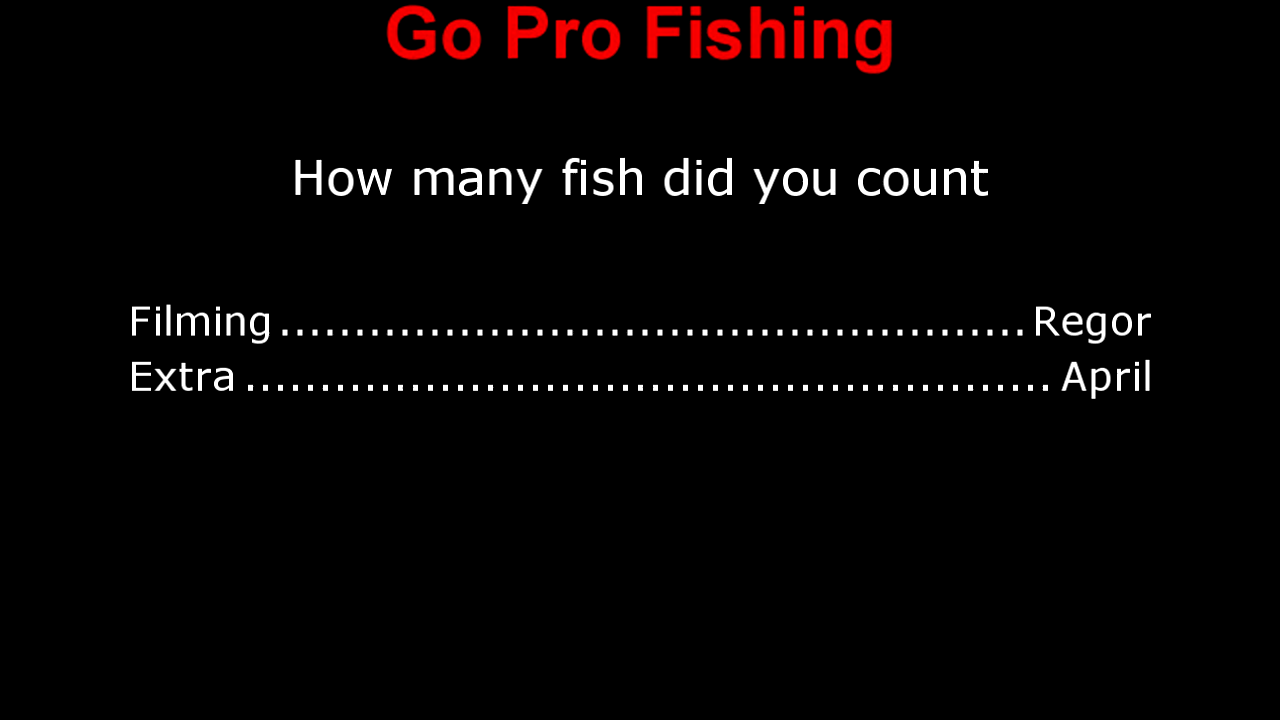 Go Pro Fishing
How many fish did you count
Filming.................................................. Regor
Extra...................................................... April